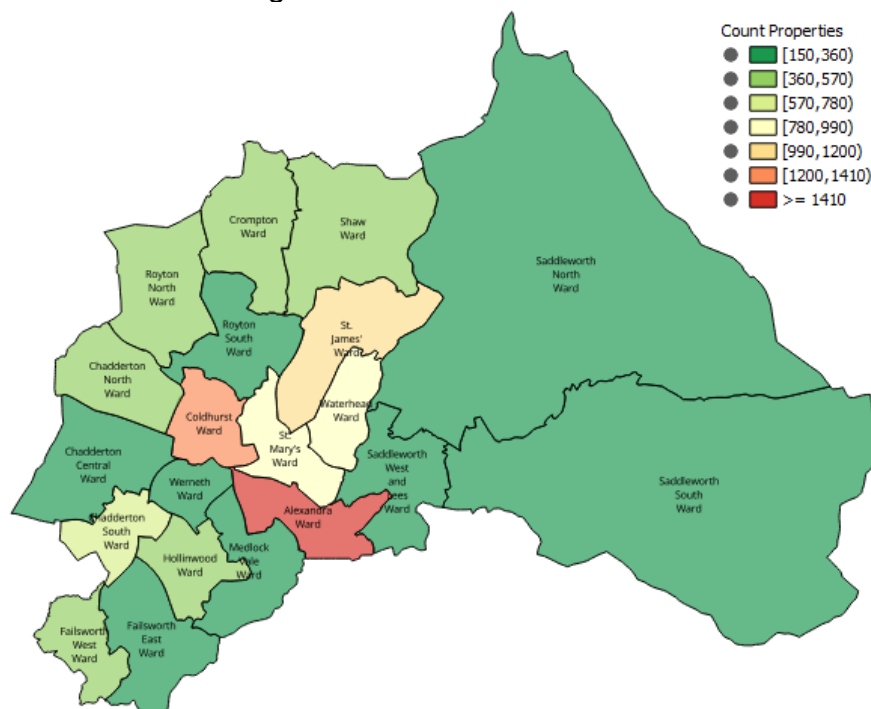 Count Properties
[150,360)
[360,570)
[570,780)
[780,990)
[990,1200)
[1200,1410)
>= 1410
Crompton
Ward
Shaw
Ward
Royton
North
Ward
Saddleworth
North
Ward
Royton
South
Ward
St.
James'
Ward
Chadderton
North
Ward
Waterhead
Ward
Coldhurst
Ward
St.
Mary's
Ward
Chadderton
Central
Ward
Saddleworth
West
and
Lees
Ward
Werneth
Ward
Saddleworth
South
Ward
Alexandra
Ward
Chadderton
South
Ward
Hollinwood
Ward
Medlock
Vale
Ward
Failsworth
West
Ward
Failsworth
East
Ward